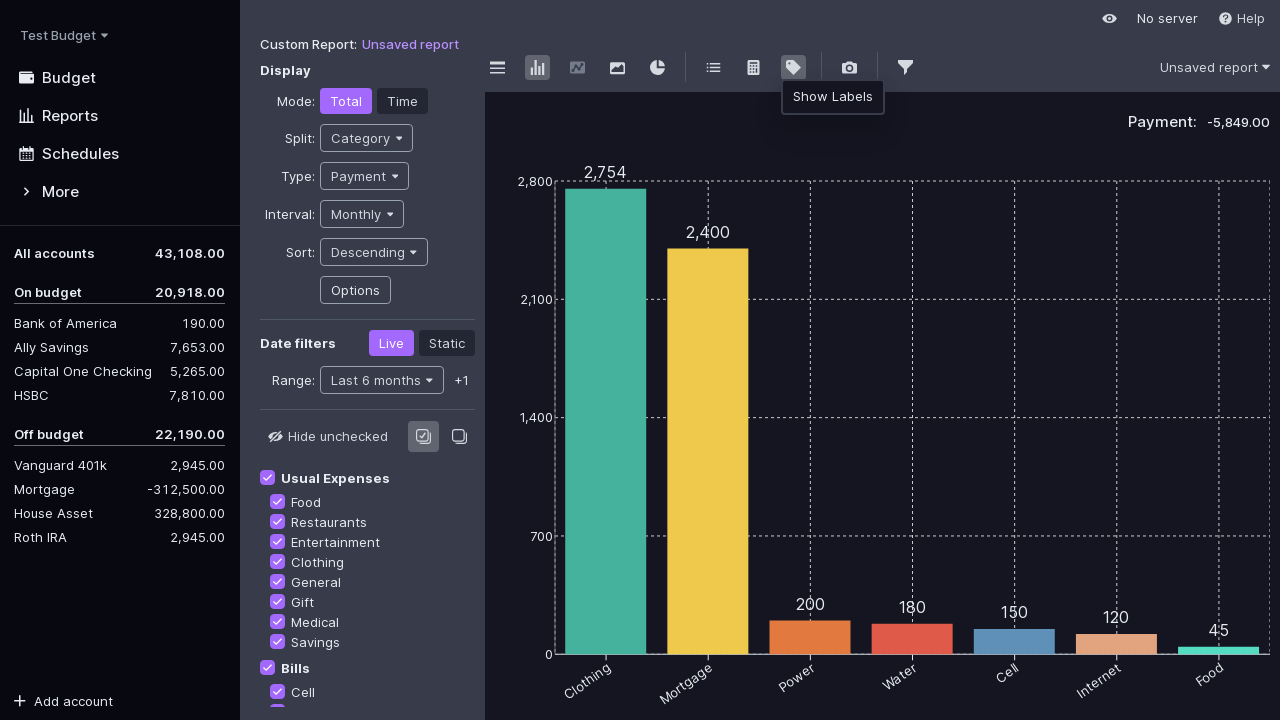 Test Budget
Budget
Reports
Schedules
More
All accounts 43,108.00
On budget 20,918.00
Bank of America 190.00
Ally Savings 7,653.00
Capital One Checking 5,265.00
HSBC 7,810.00
Off budget 22,190.00
Vanguard 401k 2,945.00
Mortgage -312,500.00
House Asset 328,800.00
Roth IRA 2,945.00
Add account
No server Help
Custom Report: Unsaved report
Display
Mode: Total Time
Split: Category
Type: Payment
Interval: Monthly
Sort: Descending
Options
Date filters Live Static
Range: Last 6 months +1
Hide unchecked
Usual Expenses
Food
Restaurants
Entertainment
Clothing
General
Gift
Medical
Savings
Bills
Cell
Unsaved report
Show Labels
Payment: -5,849.00
2,800
2,100
1,400
700
0
2,754
2,400
200
180
150
120
45
Clothing
Mortgage
Power
Water
Cell
Internet
Food